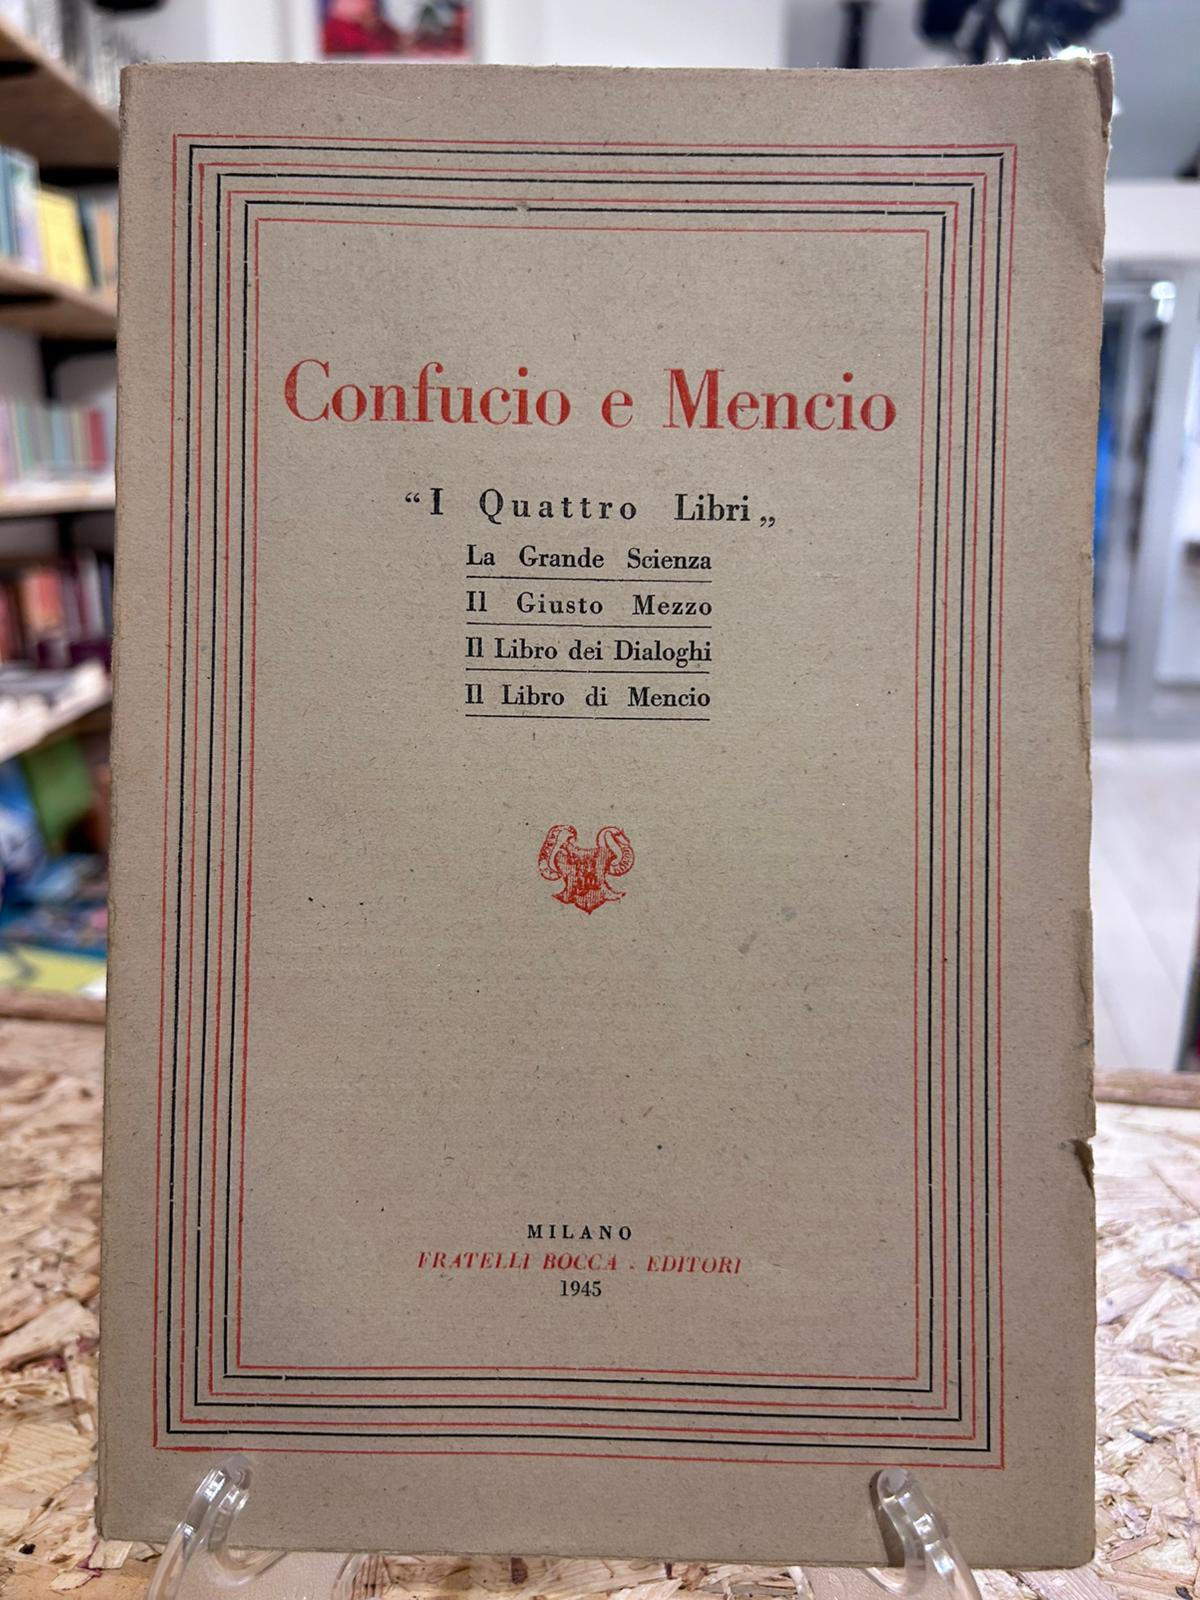 Confucio e Mencio
“I Quattro Libri„
La Grande Scienza
Il Giusto Mezzo
Il Libro dei Dialoghi
Il Libro di Mencio
MILANO
FRATELLI BOCCA - EDITORI
1945